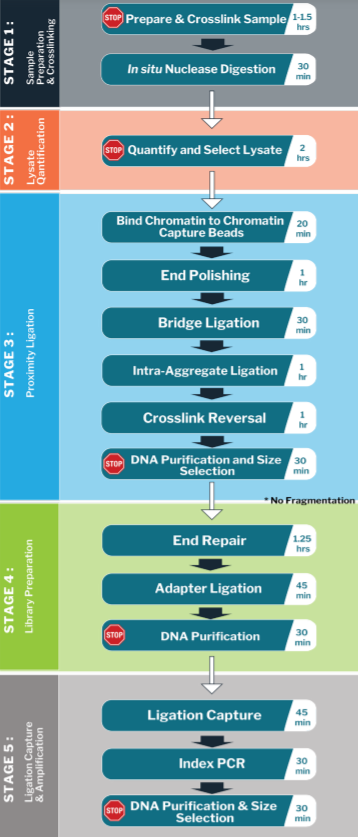 STAGE 1:
Sample
Preparation
& Crosslinking
STOP
Prepare & Crosslink Sample
1-1.5
hrs
In situ Nuclease Digestion
30
min
STAGE 2:
Lysate
Qantification
STOP
Quantify and Select Lysate
2
hrs
STAGE 3:
Proximity Ligation
Bind Chromatin to Chromatin
Capture Beads
20
min
End Polishing
1
hr
Bridge Ligation
30
min
Intra-Aggregate Ligation
1
hr
Crosslink Reversal
1
hr
STOP
DNA Purification and Size
Selection
30
min
* No Fragmentation
STAGE 4:
Library Preparation
End Repair
1.25
hrs
Adapter Ligation
45
min
STOP
DNA Purification
30
min
STAGE 5:
Ligation Capture
& Amplification
Ligation Capture
45
min
Index PCR
30
min
STOP
DNA Purification & Size
Selection
30
min